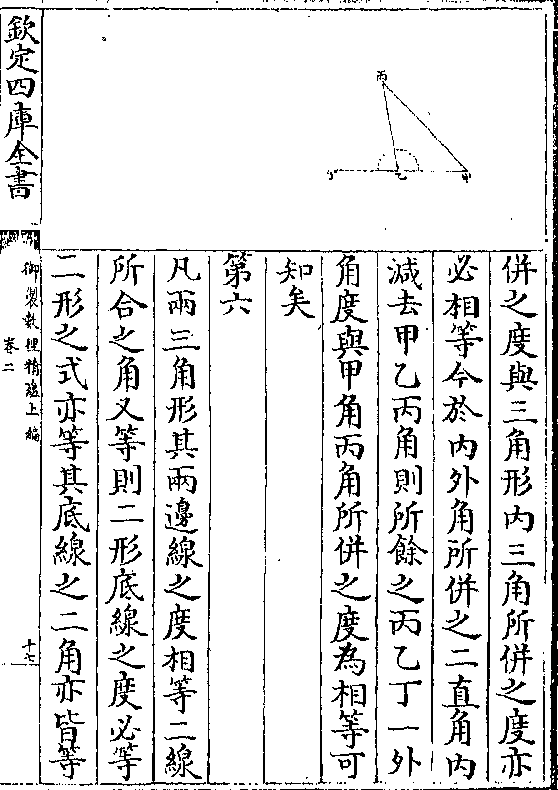 併之度與三角形内三角所併之度亦
必相等今於内外角所併之二直角内
減去甲乙丙角則所餘之丙乙丁一外
角度與甲角丙角所併之度為相等可
知矣
第六
凡兩三角形其兩邊線之度相等二線
所合之角又等則二形底線之度必等
二形之式亦等其底線之二角亦皆等
丙
乙
甲
丁
欽定四庫全書
御製數理精藴上編
卷二